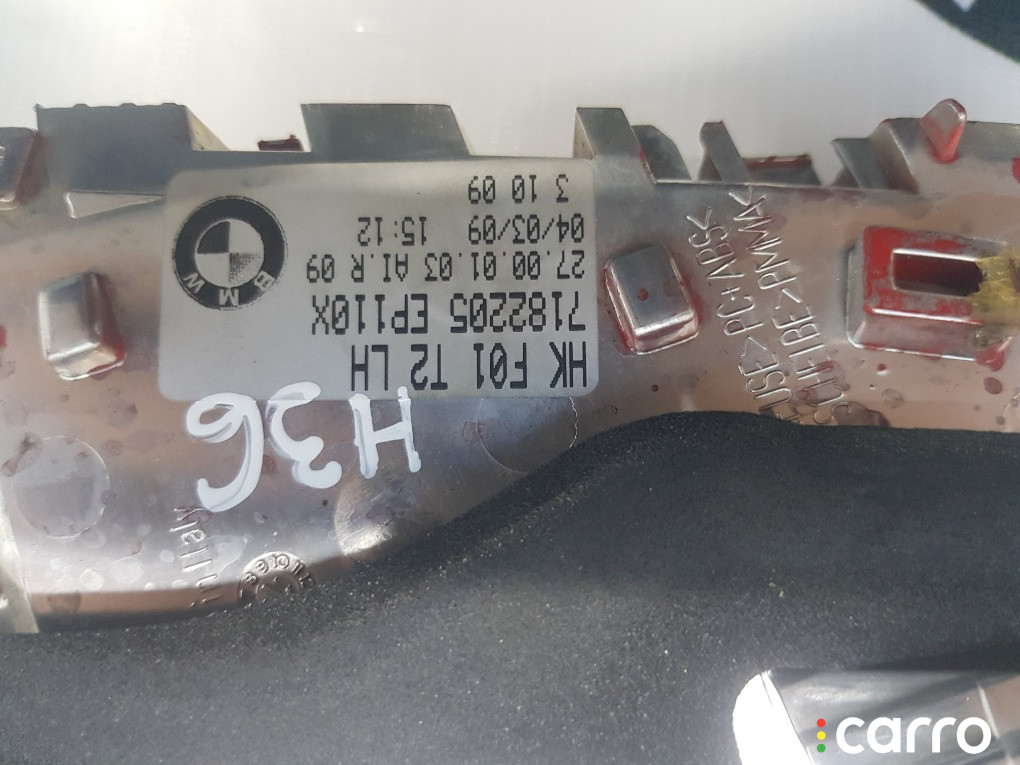 HK F01 T2 LH
7182205 EP110X
27.00.01.03 AI.R 09
04/03/09 15:12
3 10 09
BMW
H36
>PC+ABS<
>PMMA<
carro